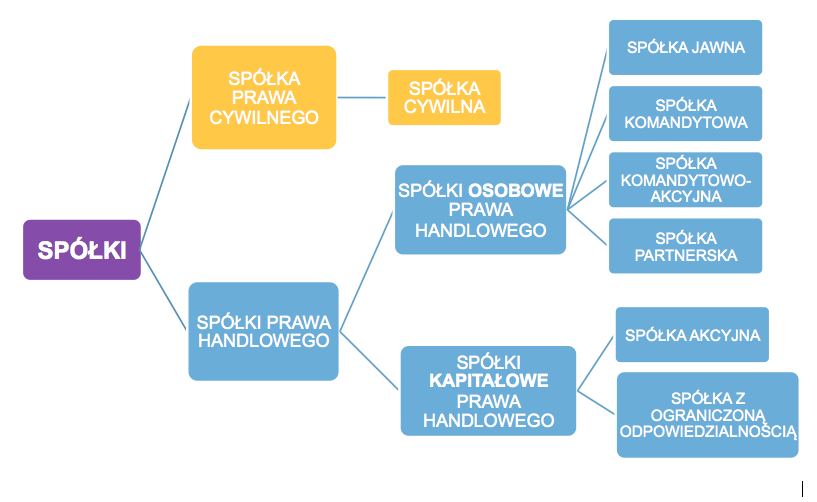 SPÓŁKI
SPÓŁKA
PRAWA
CYWILNEGO
SPÓŁKA
CYWILNA
SPÓŁKI PRAWA
HANDLOWEGO
SPÓŁKI OSOBOWE
PRAWA
HANDLOWEGO
SPÓŁKA JAWNA
SPÓŁKA
KOMANDYTOWA
SPÓŁKA
KOMANDYTOWO-
AKCYJNA
SPÓŁKA
PARTNERSKA
SPÓŁKI
KAPITAŁOWE
PRAWA
HANDLOWEGO
SPÓŁKA AKCYJNA
SPÓŁKA Z
OGRANICZONĄ
ODPOWIEDZIALNOŚCIĄ